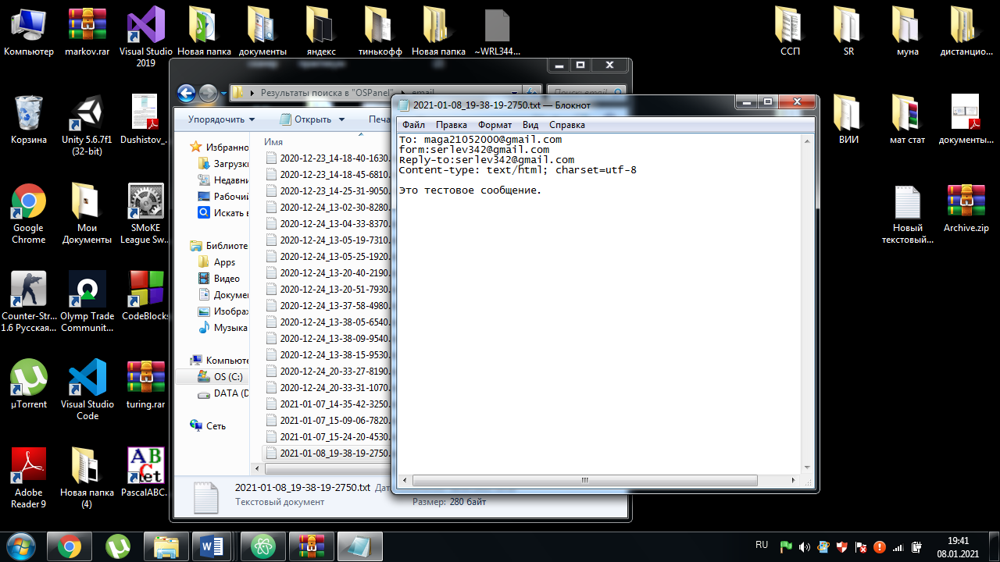 Компьютер
markov.rar
Visual Studio
2019
Новая папка
документы
яндекс
тинькофф
Новая папка
~WRL344...
ССП
SR
муна
дистанцио...
Корзина
Unity 5.6.7f1
(32-bit)
Dushistov_...
ВИИ
мат стат
документы...
Google
Chrome
Мои
Документы
SMoKE
League Sw...
Новый
текстовый...
Archive.zip
Counter-Str...
1.6 Русская...
Olymp Trade
Communit...
CodeBlocks
µTorrent
Visual Studio
Code
turing.rar
Adobe
Reader 9
Новая папка
(4)
PascalABC.
Результаты поиска в "OSPanel"
email
Поиск: email
Упорядочить
Открыть
Печа
Избранно
Загрузки
Недавни
Рабочий
Искать в
Библиоте
Apps
Видео
Докумен
Изображ
Музыка
Компьюте
OS (C:)
DATA (D
Сеть
Имя
2020-12-23_14-18-40-1630.
2020-12-23_14-18-45-6810.
2020-12-23_14-25-31-9050.
2020-12-24_13-02-30-8280.
2020-12-24_13-04-33-8370.
2020-12-24_13-05-19-7310.
2020-12-24_13-05-25-1920.
2020-12-24_13-20-40-2190.
2020-12-24_13-20-51-7930.
2020-12-24_13-37-58-4980.
2020-12-24_13-38-05-6540.
2020-12-24_13-38-09-9540.
2020-12-24_13-38-15-9530.
2020-12-24_20-33-27-8190.
2020-12-24_20-33-31-1070.
2021-01-07_14-35-42-3250.
2021-01-07_15-09-06-7820.
2021-01-07_15-24-20-4530.
2021-01-08_19-38-19-2750.
2021-01-08_19-38-19-2750.txt
Текстовый документ
Размер: 280 байт
2021-01-08_19-38-19-2750.txt — Блокнот
Файл Правка Формат Вид Справка
To: maga21052000@gmail.com
form:serlev342@gmail.com
Reply-to:serlev342@gmail.com
Content-type: text/html; charset=utf-8
Это тестовое сообщение.
RU
19:41
08.01.2021